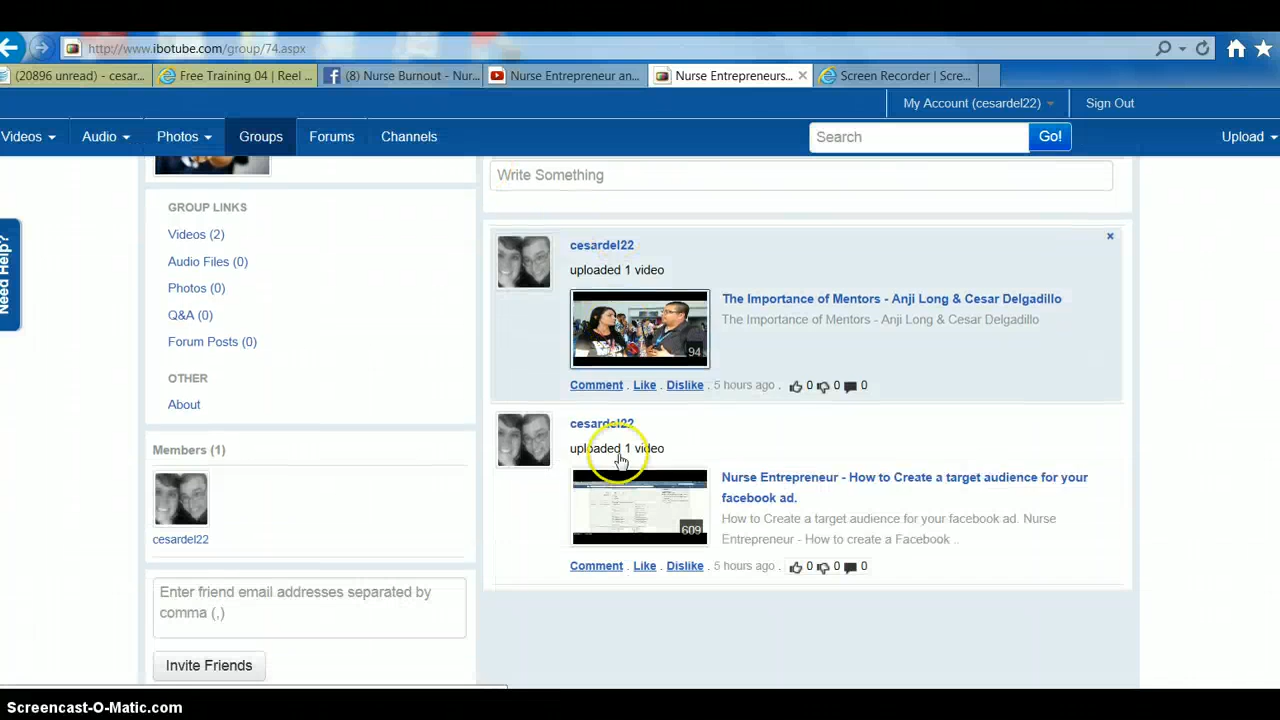 http://www.ibotube.com/group/74.aspx
(20896 unread) - cesar...
Free Training 04 | Reel ...
(8) Nurse Burnout - Nur...
Nurse Entrepreneur an...
Nurse Entrepreneurs...
Screen Recorder | Scre...
My Account (cesardel22)
Sign Out
Videos
Audio
Photos
Groups
Forums
Channels
Search
Go!
Upload
Need Help?
GROUP LINKS
Videos (2)
Audio Files (0)
Photos (0)
Q&A (0)
Forum Posts (0)
OTHER
About
Members (1)
cesardel22
Enter friend email addresses separated by
comma (,)
Invite Friends
Write Something
cesardel22
uploaded 1 video
94
The Importance of Mentors - Anji Long & Cesar Delgadillo
The Importance of Mentors - Anji Long & Cesar Delgadillo
Comment . Like . Dislike . 5 hours ago . 0 0 0
cesardel22
uploaded 1 video
609
Nurse Entrepreneur - How to Create a target audience for your
facebook ad.
How to Create a target audience for your facebook ad. Nurse
Entrepreneur - How to create a Facebook ..
Comment . Like . Dislike . 5 hours ago . 0 0 0
Screencast-O-Matic.com